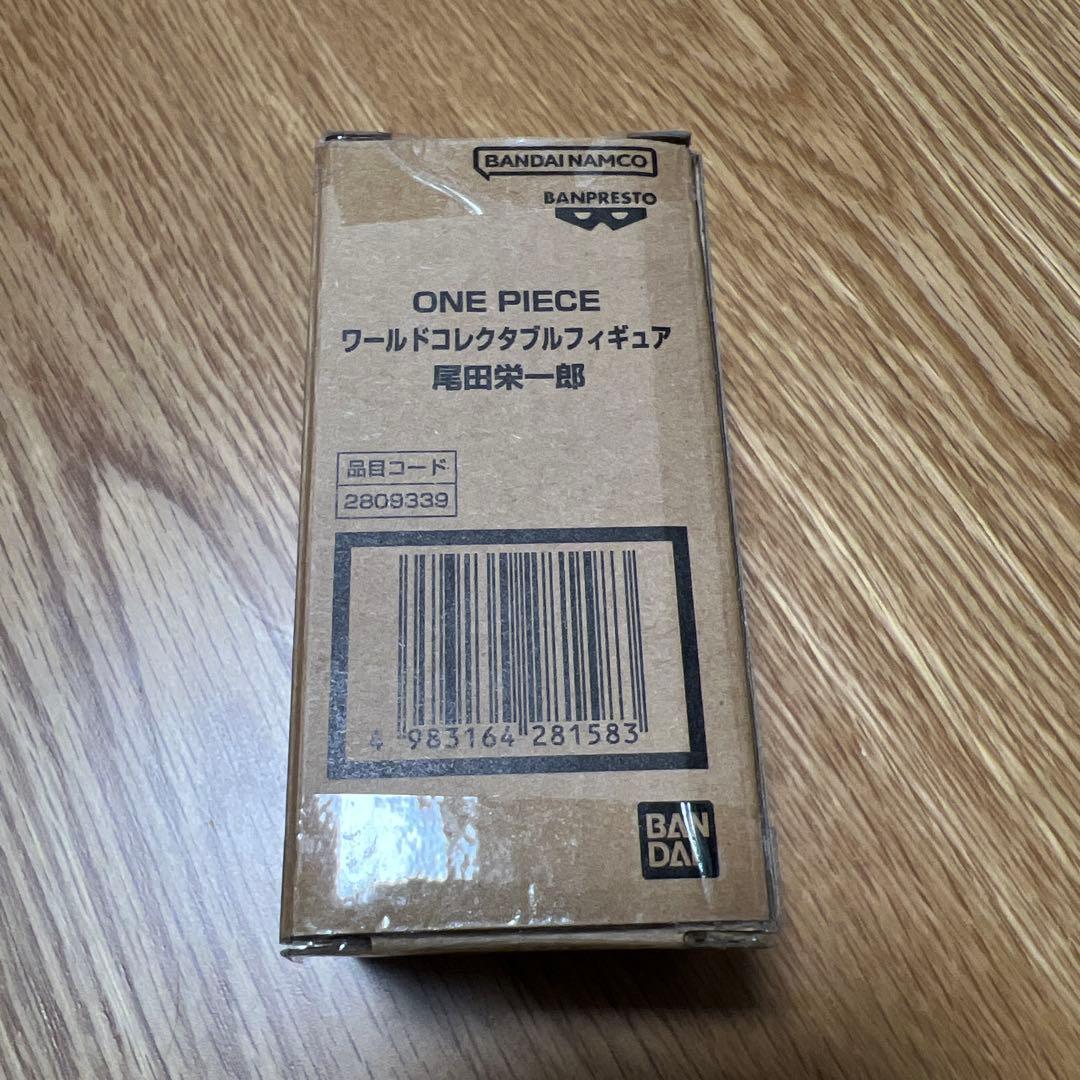 BANDAI NAMCO
BANPRESTO
ONE PIECE
ワールドコレクタブルフィギュア
尾田栄一郎
品目コード
2809339
4 983164 281583
BAN
DAI